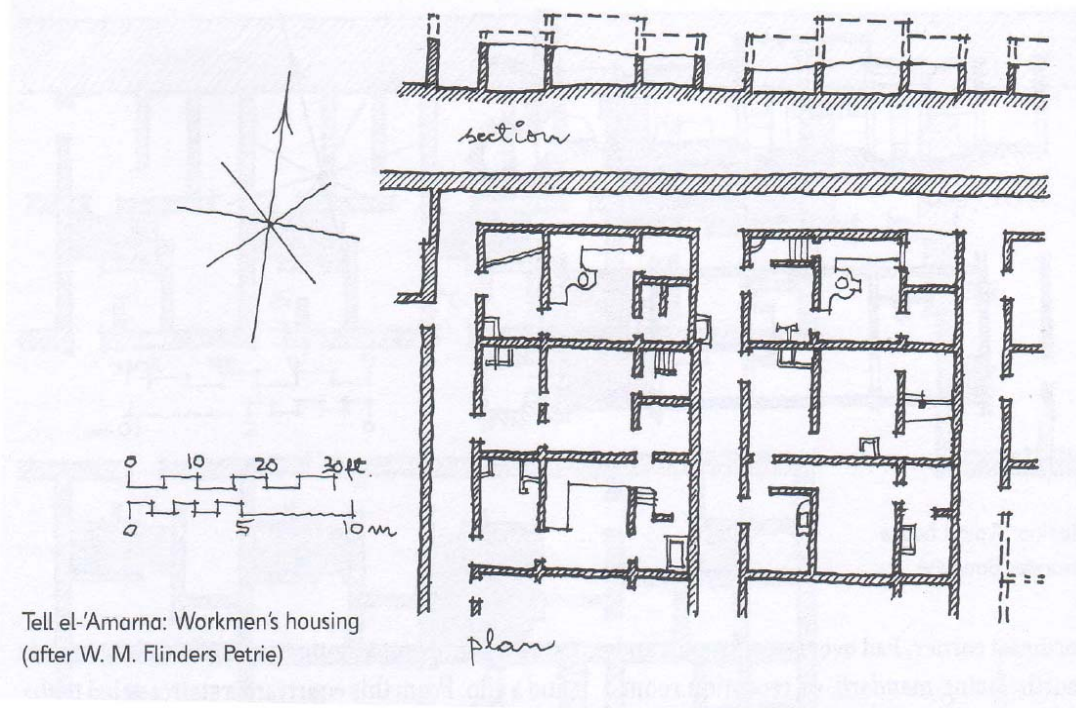 section
0 10 20 30 ft.
0 5 10 m
Tell el-'Amarna: Workmen's housing
(after W. M. Flinders Petrie)
plan